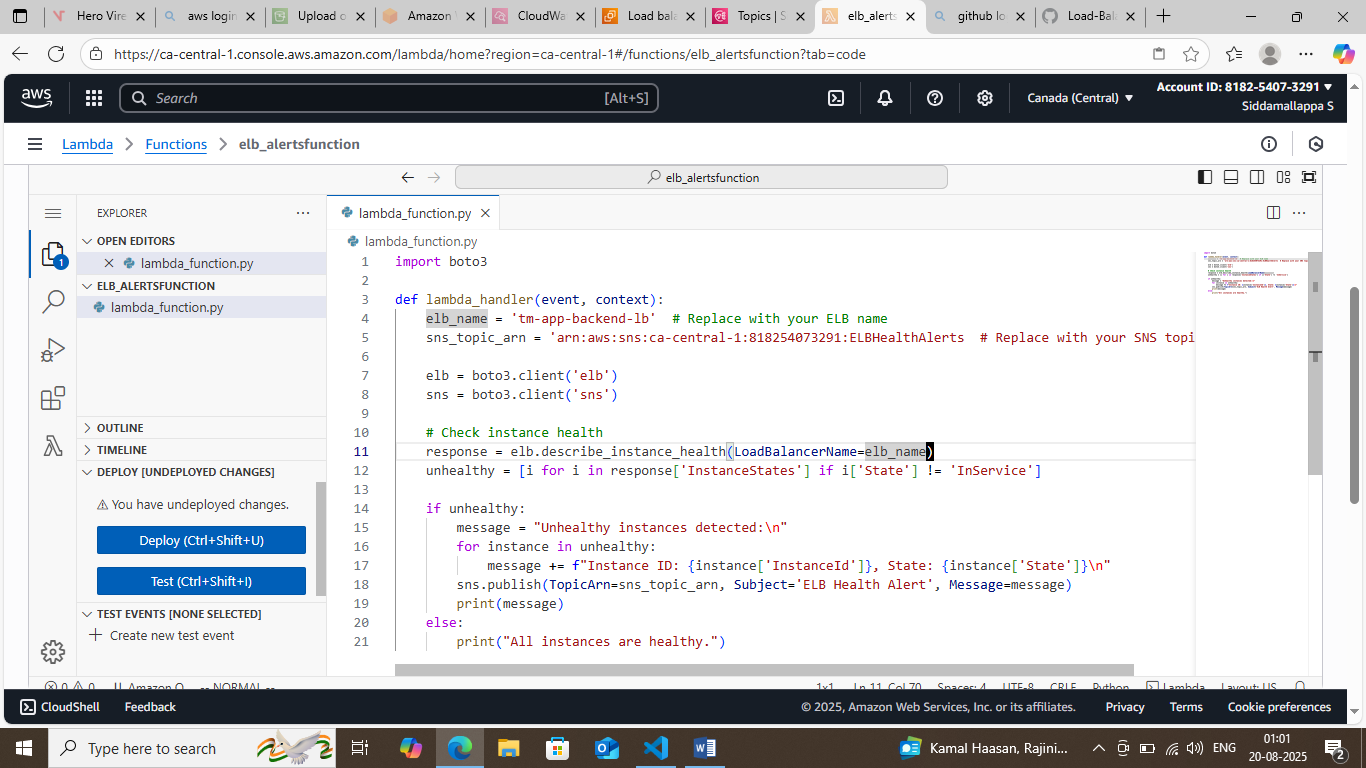 Hero Vire
aws login
Upload o
Amazon
CloudWa
Load bala
Topics | S
elb_alerts
github lo
Load-Bal
https://ca-central-1.console.aws.amazon.com/lambda/home?region=ca-central-1#/functions/elb_alertsfunction?tab=code
aws
Search
[Alt+S]
Canada (Central)
Account ID: 8182-5407-3291
Siddamallappa S
Lambda > Functions > elb_alertsfunction
elb_alertsfunction
EXPLORER
lambda_function.py
OPEN EDITORS
lambda_function.py
ELB_ALERTSFUNCTION
lambda_function.py
1
OUTLINE
TIMELINE
DEPLOY [UNDEPLOYED CHANGES]
You have undeployed changes.
Deploy (Ctrl+Shift+U)
Test (Ctrl+Shift+I)
TEST EVENTS [NONE SELECTED]
Create new test event
lambda_function.py
1 import boto3
2
3 def lambda_handler(event, context):
4 elb_name = 'tm-app-backend-lb'  # Replace with your ELB name
5 sns_topic_arn = 'arn:aws:sns:ca-central-1:818254073291:ELBHealthAlerts  # Replace with your SNS topi
6
7 elb = boto3.client('elb')
8 sns = boto3.client('sns')
9
10 # Check instance health
11 response = elb.describe_instance_health(LoadBalancerName=elb_name)
12 unhealthy = [i for i in response['InstanceStates'] if i['State'] != 'InService']
13
14 if unhealthy:
15 message = "Unhealthy instances detected:\n"
16 for instance in unhealthy:
17 message += f"Instance ID: {instance['InstanceId']}, State: {instance['State']}\n"
18 sns.publish(TopicArn=sns_topic_arn, Subject='ELB Health Alert', Message=message)
19 print(message)
20 else:
21 print("All instances are healthy.")
0 0 Amazon Q -- NORMAL -- 1x1 Ln 11, Col 70 Spaces: 4 UTF-8 CRLF Python Lambda Layout: US
CloudShell Feedback © 2025, Amazon Web Services, Inc. or its affiliates. Privacy Terms Cookie preferences
Type here to search
Kamal Haasan, Rajini...
ENG
01:01
20-08-2025
2